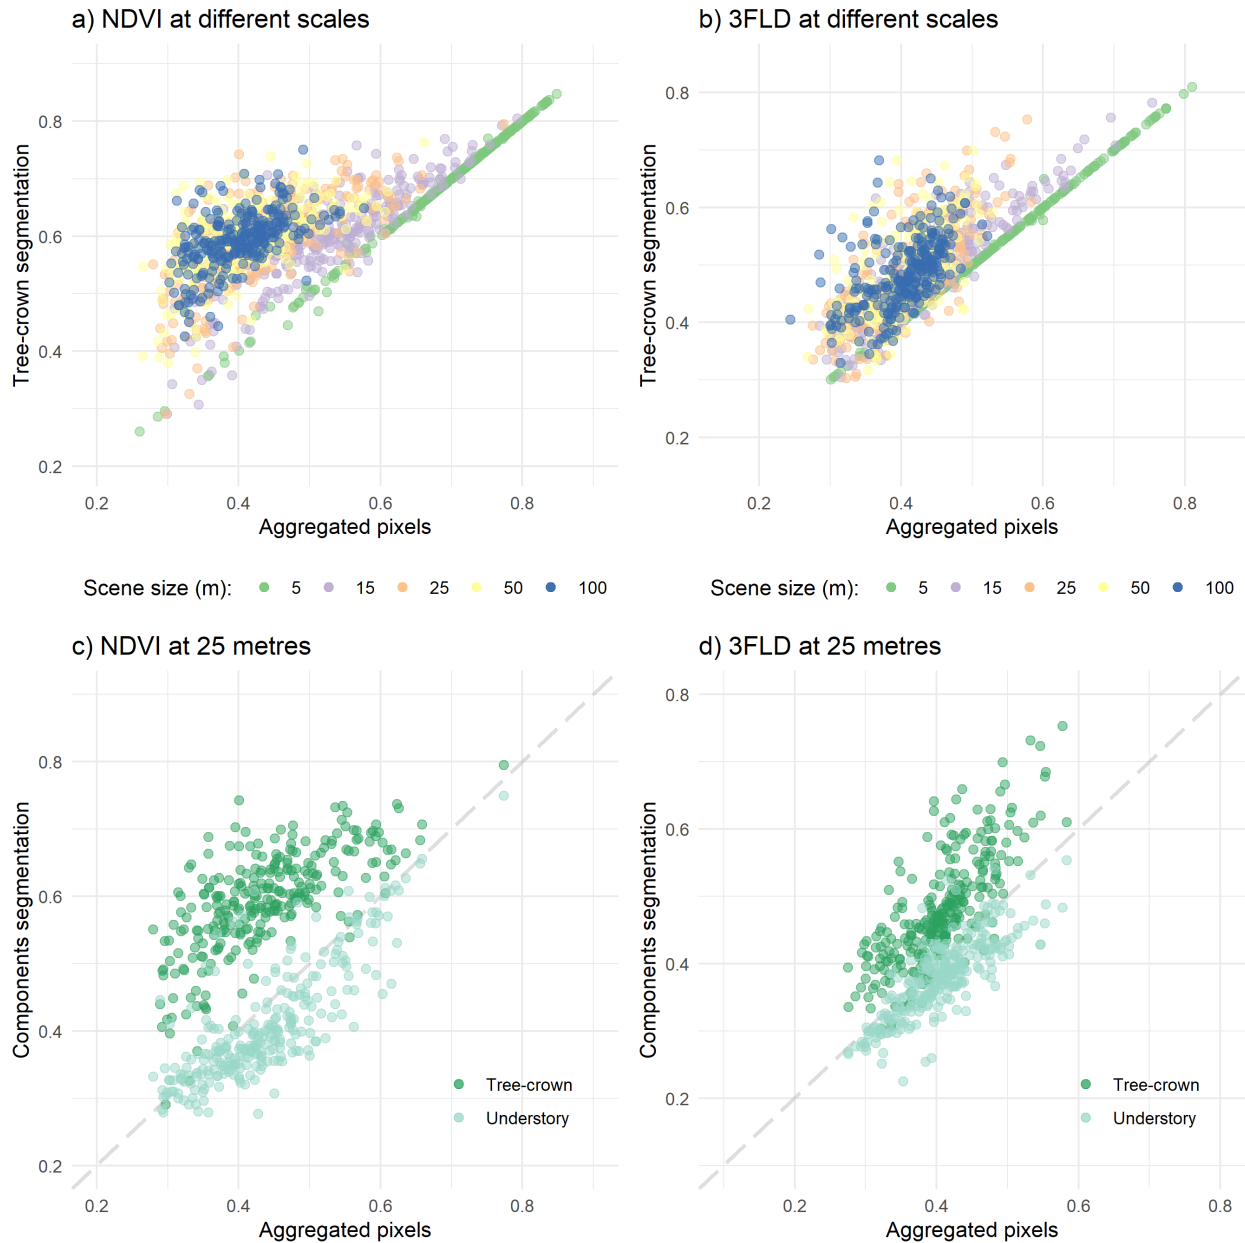 a) NDVI at different scales
Tree-crown segmentation
0.8
0.6
0.4
0.2
0.2 0.4 0.6 0.8
Aggregated pixels
Scene size (m): 5 15 25 50 100
b) 3FLD at different scales
Tree-crown segmentation
0.8
0.6
0.4
0.2
0.2 0.4 0.6 0.8
Aggregated pixels
Scene size (m): 5 15 25 50 100
c) NDVI at 25 metres
Components segmentation
0.8
0.6
0.4
0.2
Tree-crown
Understory
0.2 0.4 0.6 0.8
Aggregated pixels
d) 3FLD at 25 metres
Components segmentation
0.8
0.6
0.4
0.2
Tree-crown
Understory
0.2 0.4 0.6 0.8
Aggregated pixels